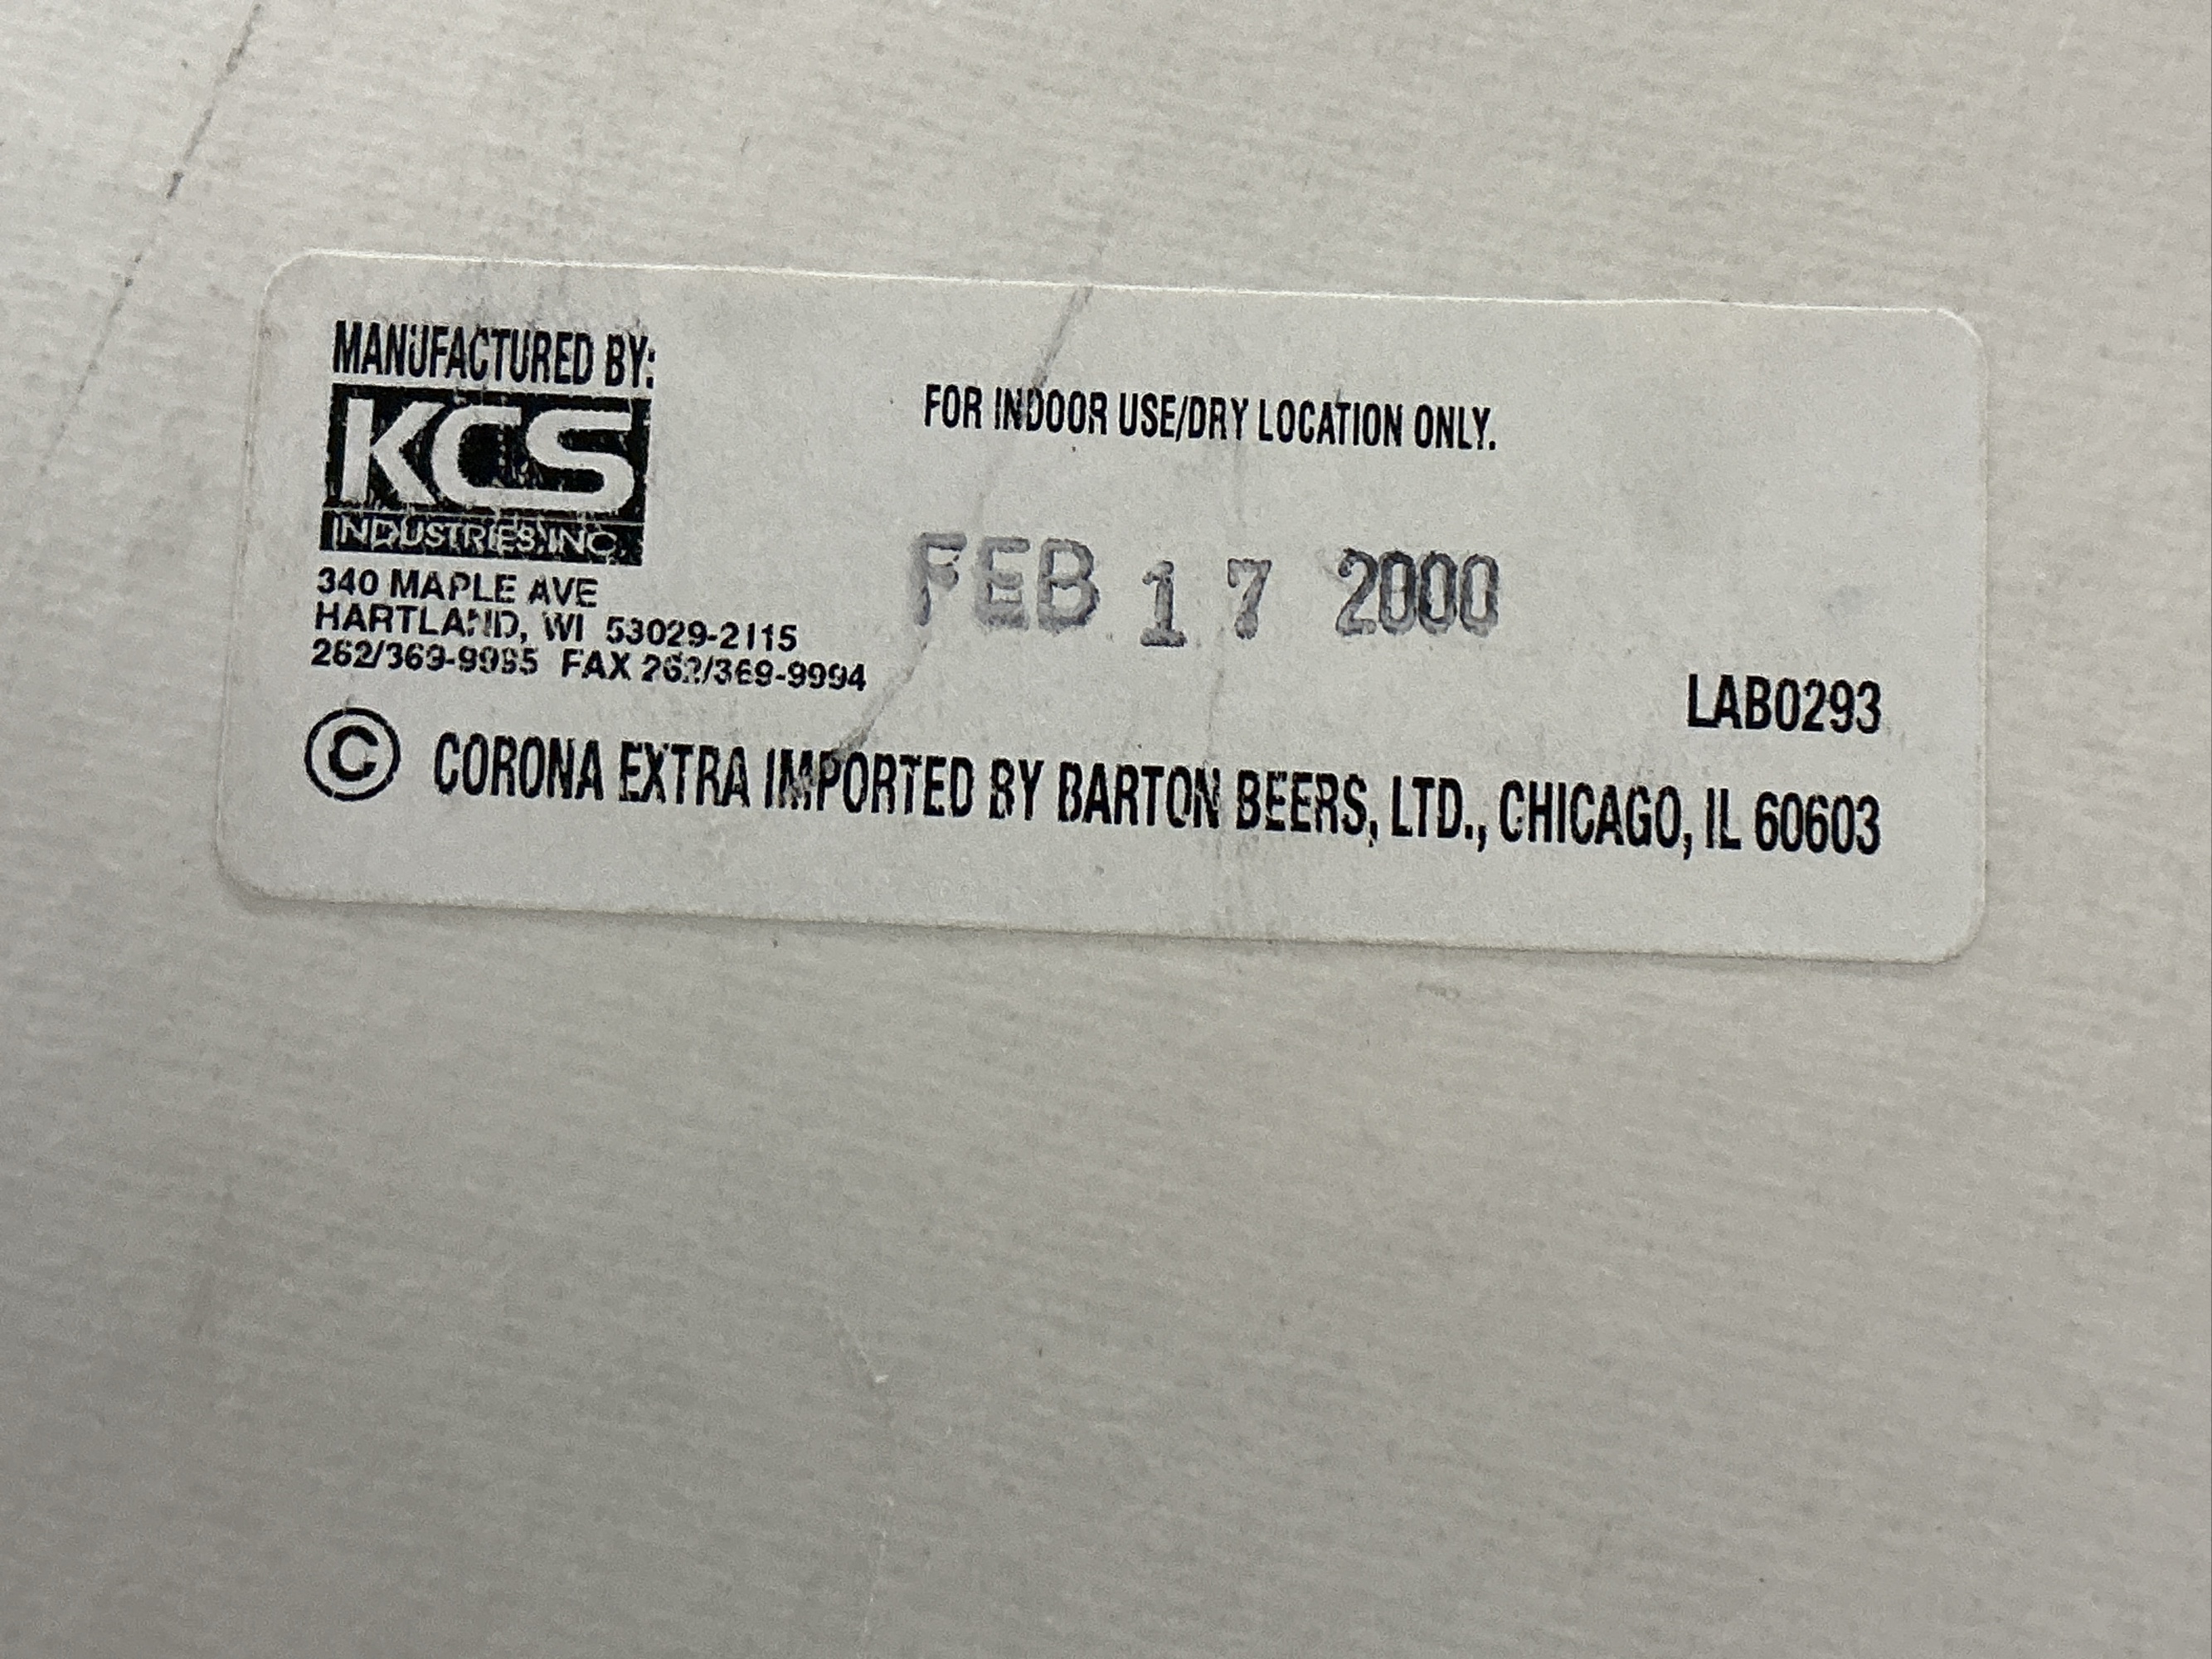 MANUFACTURED BY:
KCS
INDUSTRIES, INC.
340 MAPLE AVE
HARTLAND, WI 53029-2115
262/369-9995 FAX 262/369-9994
FOR INDOOR USE/DRY LOCATION ONLY.
FEB 17 2000
LAB0293
© CORONA EXTRA IMPORTED BY BARTON BEERS, LTD., CHICAGO, IL 60603